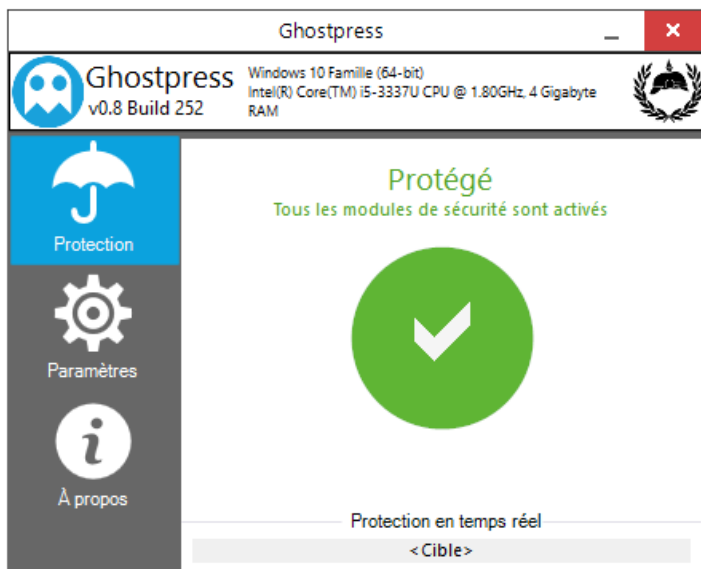 Ghostpress
Ghostpress
v0.8 Build 252
Windows 10 Famille (64-bit)
Intel(R) Core(TM) i5-3337U CPU @ 1.80GHz, 4 Gigabyte
RAM
Protection
Paramètres
À propos
Protégé
Tous les modules de sécurité sont activés
Protection en temps réel
<Cible>